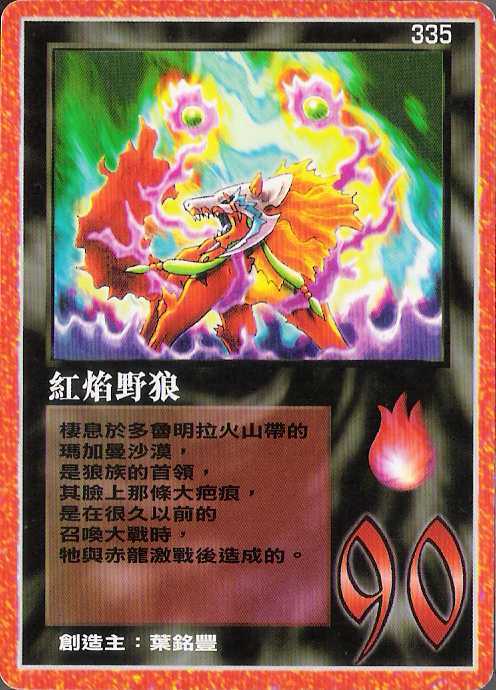 335
紅焰野狼
棲息於多魯明拉火山帶的
瑪加曼沙漠，
是狼族的首領，
其臉上那條大疤痕，
是在很久以前的
召喚大戰時，
牠與赤龍激戰後造成的。
90
創造主：葉銘豐